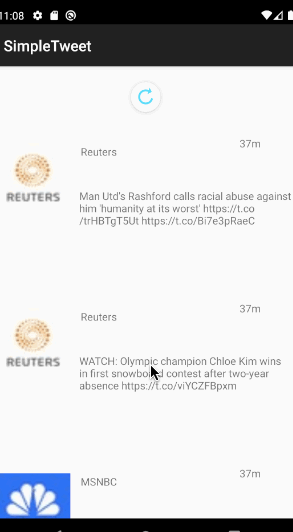 11:08
SimpleTweet
37m
Reuters
REUTERS
Man Utd's Rashford calls racial abuse against
him 'humanity at its worst' https://t.co
/trHBTgT5Ut https://t.co/Bi7e3pRaeC
37m
Reuters
REUTERS
WATCH: Olympic champion Chloe Kim wins
in first snowboard contest after two-year
absence https://t.co/viYCZFBpxm
37m
MSNBC